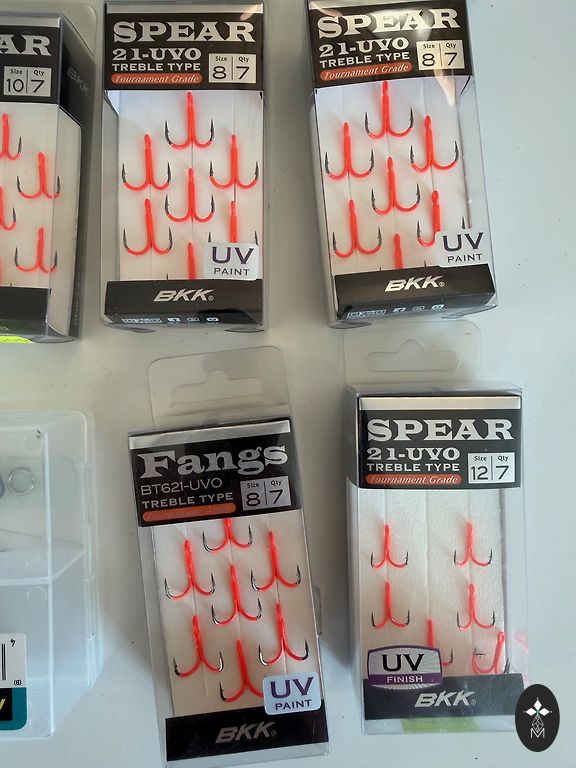 EAR
Size Qty
10 7
BKK
SPEAR
21-UVO
TREBLE TYPE
Tournament Grade
Size Qty
8 7
UV
PAINT
BKK
SPEAR
21-UVO
TREBLE TYPE
Tournament Grade
Size Qty
8 7
UV
PAINT
BKK
Fangs
BT621-UVO
TREBLE TYPE
Size Qty
8 7
UV
PAINT
BKK
SPEAR
21-UVO
TREBLE TYPE
Tournament Grade
Size Qty
12 7
UV
FINISH
BKK
M